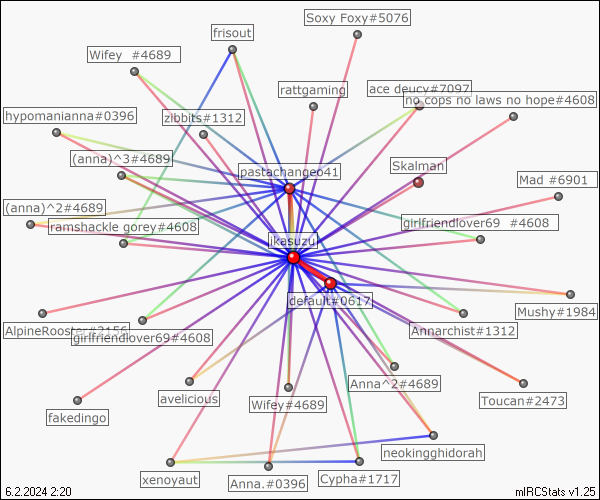 Soxy Foxy#5076
frisout
Wifey  #4689
rattgaming
ace deucy#7097
no cops no laws no hope#4608
hypomanianna#0396
zibbits#1312
(anna)^3#4689
pastachangeo41
Skalman
Mad #6901
(anna)^2#4689
ramshackle gorey#4608
girlfriendlover69  #4608
ikasuzu
default#0617
Mushy#1984
AlpineRooster#2156
girlfriendlover69#4608
Annarchist#1312
Anna^2#4689
avelicious
Wifey#4689
Toucan#2473
fakedingo
neokingghidorah
xenoyaut
Anna.#0396
Cypha#1717
6.2.2024 2:20
mIRCStats v1.25